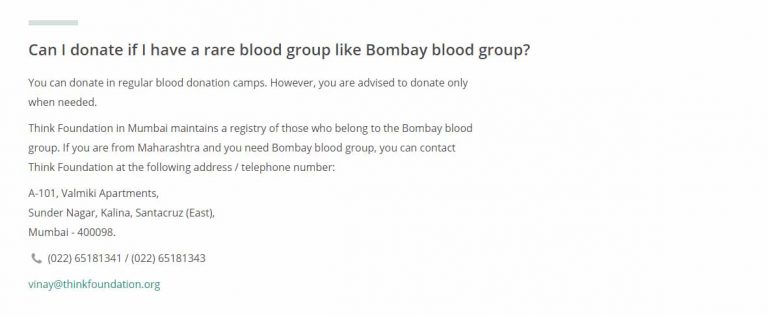 Can I donate if I have a rare blood group like Bombay blood group?
You can donate in regular blood donation camps. However, you are advised to donate only
when needed.
Think Foundation in Mumbai maintains a registry of those who belong to the Bombay blood
group. If you are from Maharashtra and you need Bombay blood group, you can contact
Think Foundation at the following address / telephone number:
A-101, Valmiki Apartments,
Sunder Nagar, Kalina, Santacruz (East),
Mumbai - 400098.
(022) 65181341 / (022) 65181343
vinay@thinkfoundation.org